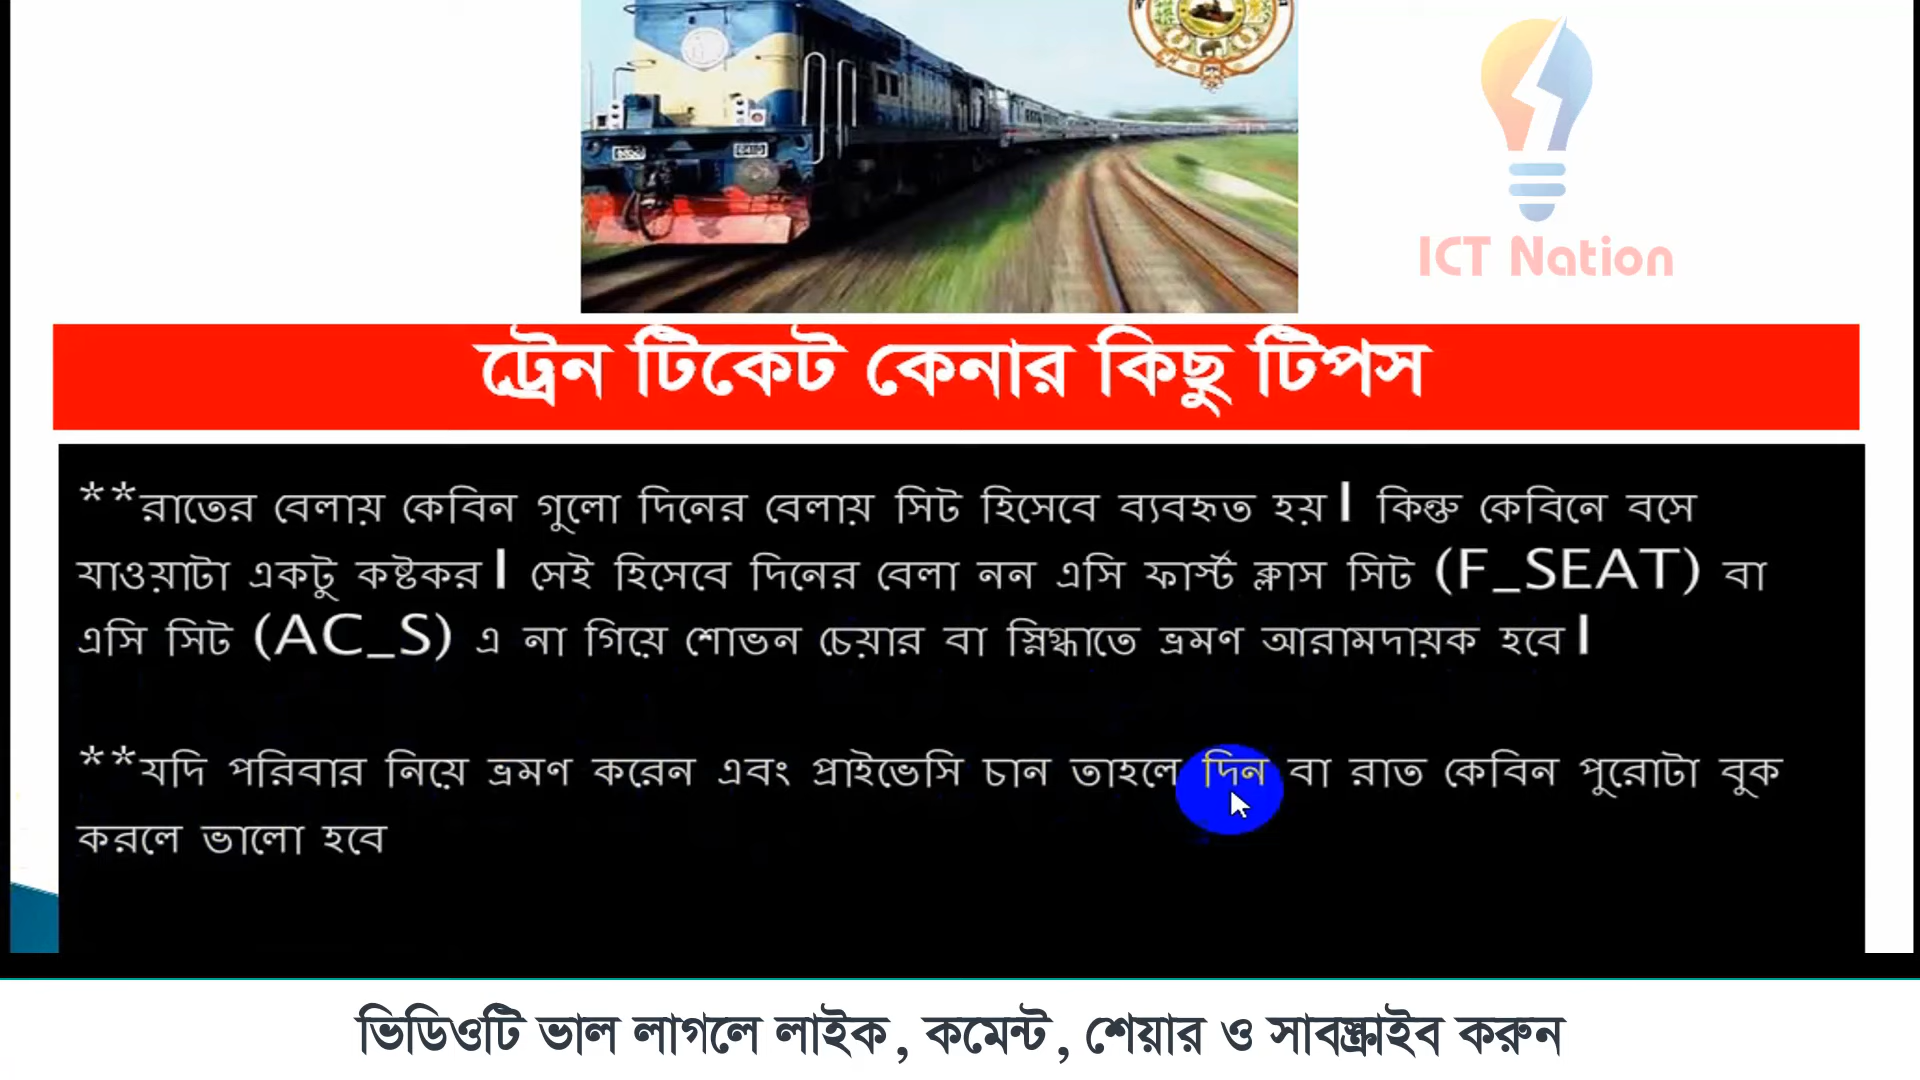 ICT Nation
ট্রেন টিকেট কেনার কিছু টিপস
**রাতের বেলায় কেবিন গুলো দিনের বেলায় সিট হিসেবে ব্যবহৃত হয়। কিন্তু কেবিনে বসে
যাওয়াটা একটু কষ্টকর। সেই হিসেবে দিনের বেলা নন এসি ফার্স্ট ক্লাস সিট (F_SEAT) বা
এসি সিট (AC_S) এ না গিয়ে শোভন চেয়ার বা স্নিগ্ধাতে ভ্রমণ আরামদায়ক হবে।
**যদি পরিবার নিয়ে ভ্রমণ করেন এবং প্রাইভেসি চান তাহলে দিন বা রাত কেবিন পুরোটা বুক
করলে ভালো হবে
ভিডিওটি ভাল লাগলে লাইক, কমেন্ট, শেয়ার ও সাবস্ক্রাইব করুন